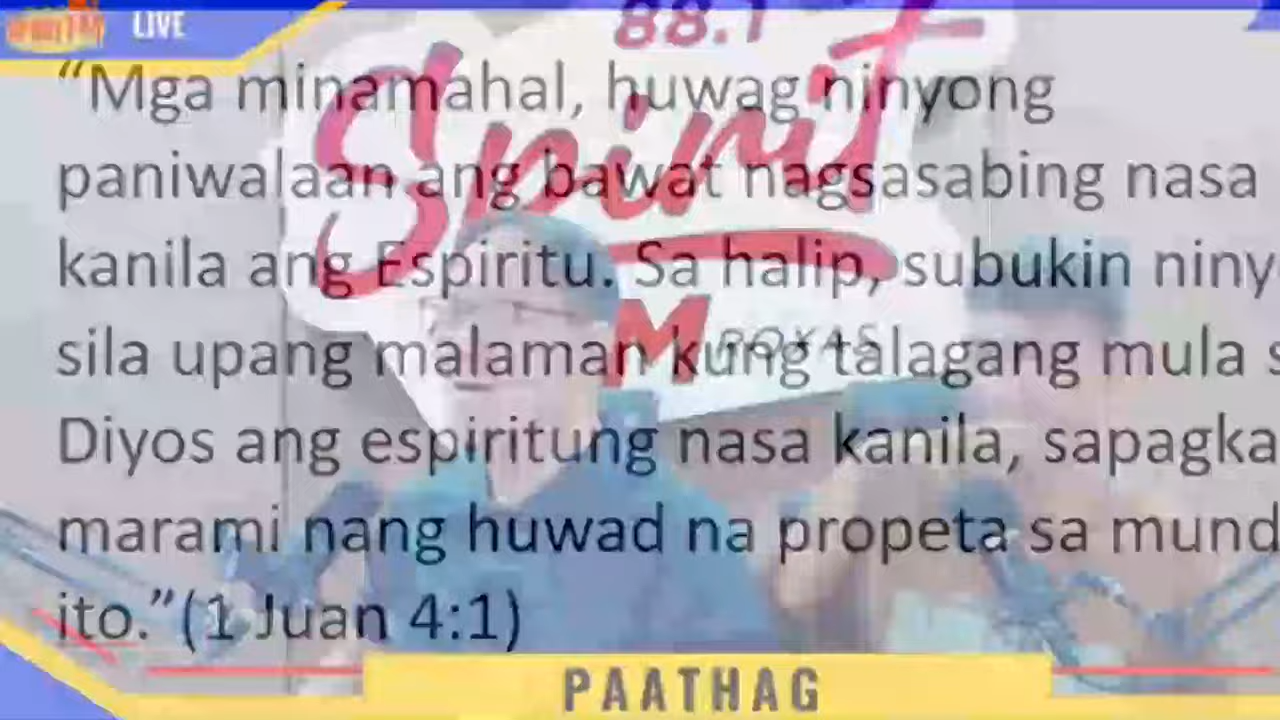 LIVE
88.1
Spirit
“Mga minamahal, huwag ninyong
paniwalaan ang bawat nagsasabing nasa
kanila ang Espiritu. Sa halip, subukin niny
sila upang malaman kung talagang mula s
Diyos ang espiritung nasa kanila, sapagka
marami nang huwad na propeta sa mund
ito.”(1 Juan 4:1)
M
ROXAS
PAATHAG